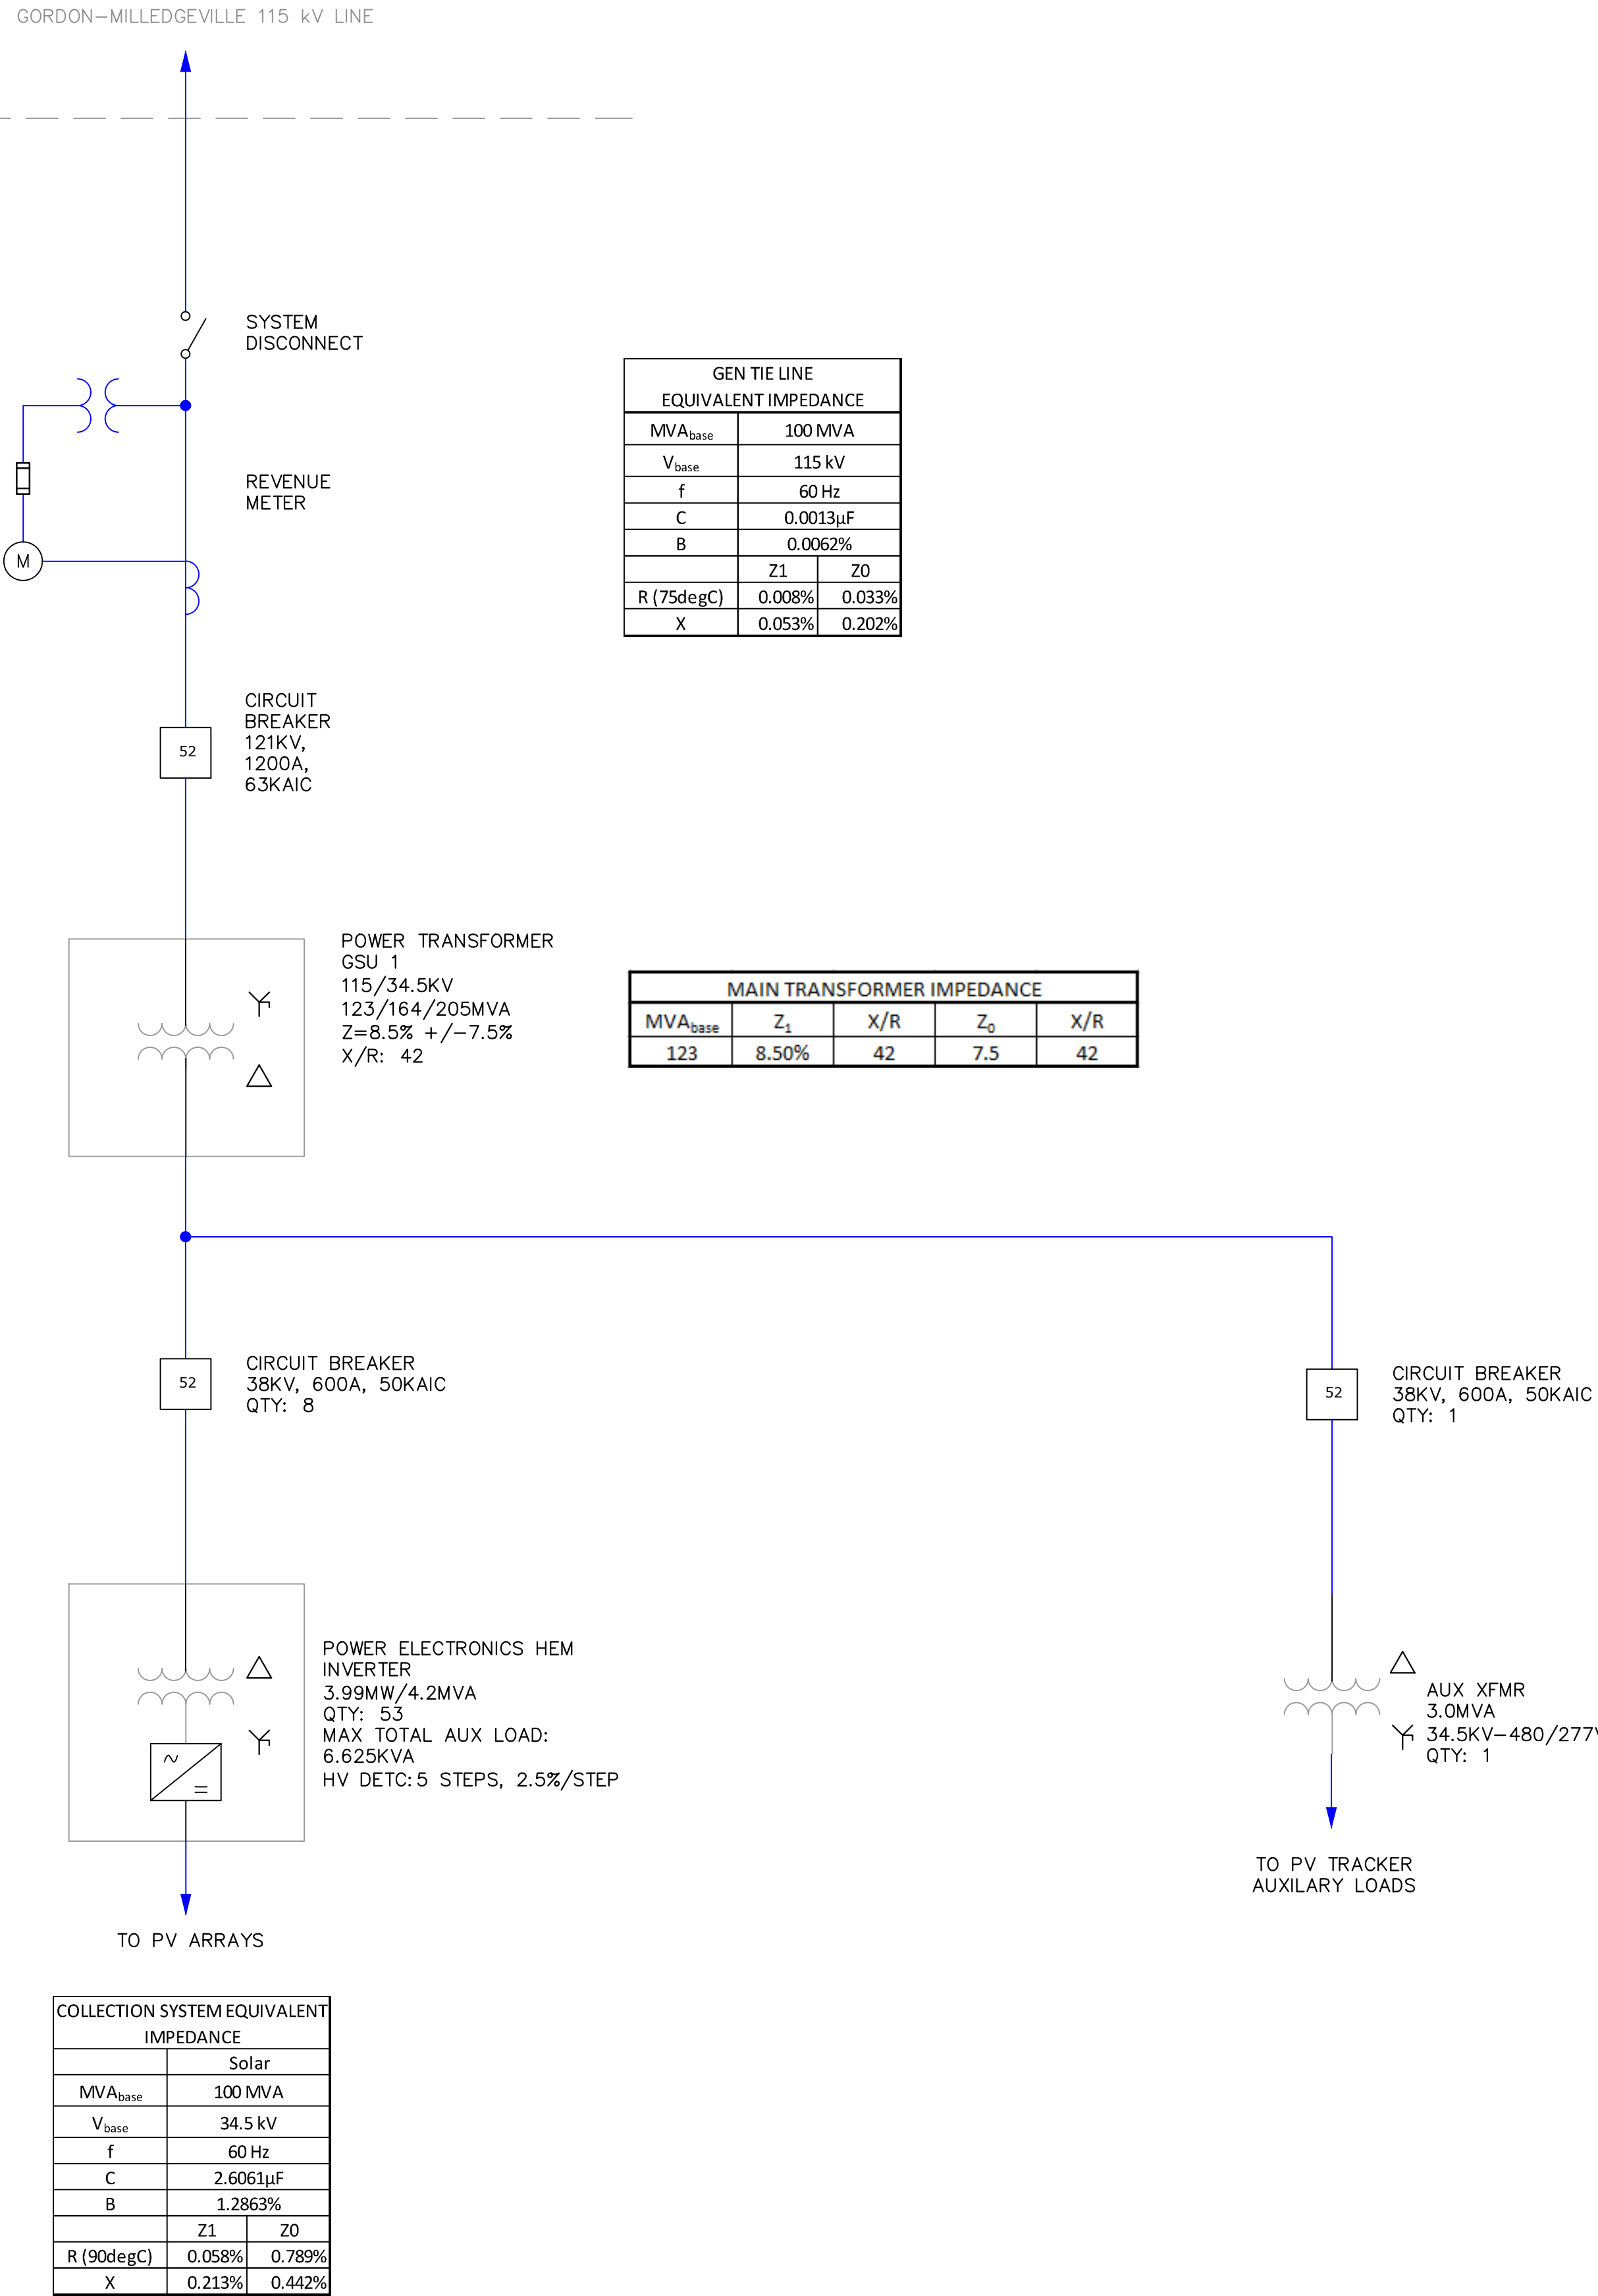 GORDON-MILLEDGEVILLE 115 kV LINE
SYSTEM
DISCONNECT
REVENUE
METER
M
GEN TIE LINE
EQUIVALENT IMPEDANCE
MVAbase 100 MVA
Vbase 115 kV
f 60 Hz
C 0.0013µF
B 0.0062%
Z1 Z0
R (75degC) 0.008% 0.033%
X 0.053% 0.202%
CIRCUIT
BREAKER
121KV,
1200A,
63KAIC
52
POWER TRANSFORMER
GSU 1
115/34.5KV
123/164/205MVA
Z=8.5% +/-7.5%
X/R: 42
MAIN TRANSFORMER IMPEDANCE
MVAbase Z1 X/R Z0 X/R
123 8.50% 42 7.5 42
52
CIRCUIT BREAKER
38KV, 600A, 50KAIC
QTY: 8
52
CIRCUIT BREAKER
38KV, 600A, 50KAIC
QTY: 1
POWER ELECTRONICS HEM
INVERTER
3.99MW/4.2MVA
QTY: 53
MAX TOTAL AUX LOAD:
6.625KVA
HV DETC: 5 STEPS, 2.5%/STEP
AUX XFMR
3.0MVA
34.5KV-480/277V
QTY: 1
TO PV TRACKER
AUXILARY LOADS
TO PV ARRAYS
COLLECTION SYSTEM EQUIVALENT
IMPEDANCE
Solar
MVAbase 100 MVA
Vbase 34.5 kV
f 60 Hz
C 2.6061µF
B 1.2863%
Z1 Z0
R (90degC) 0.058% 0.789%
X 0.213% 0.442%